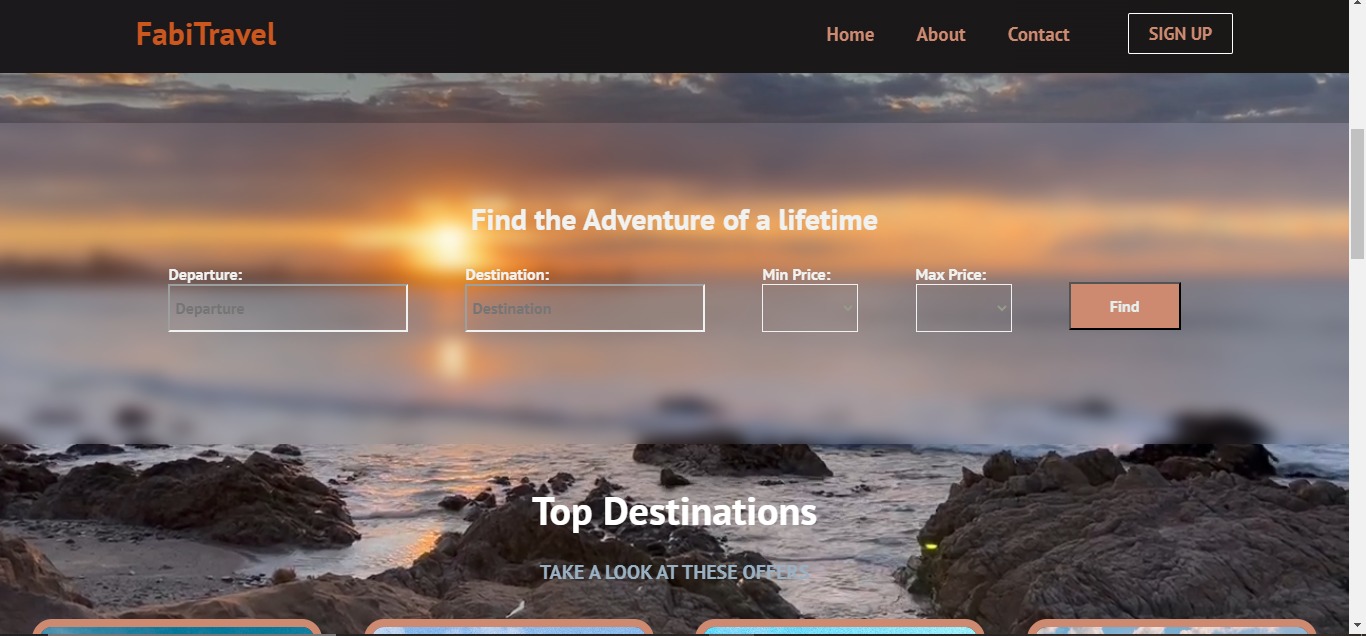 FabiTravel
Home About Contact SIGN UP
Find the Adventure of a lifetime
Departure: Destination: Min Price: Max Price:
Departure Destination Find
Top Destinations
TAKE A LOOK AT THESE OFFERS